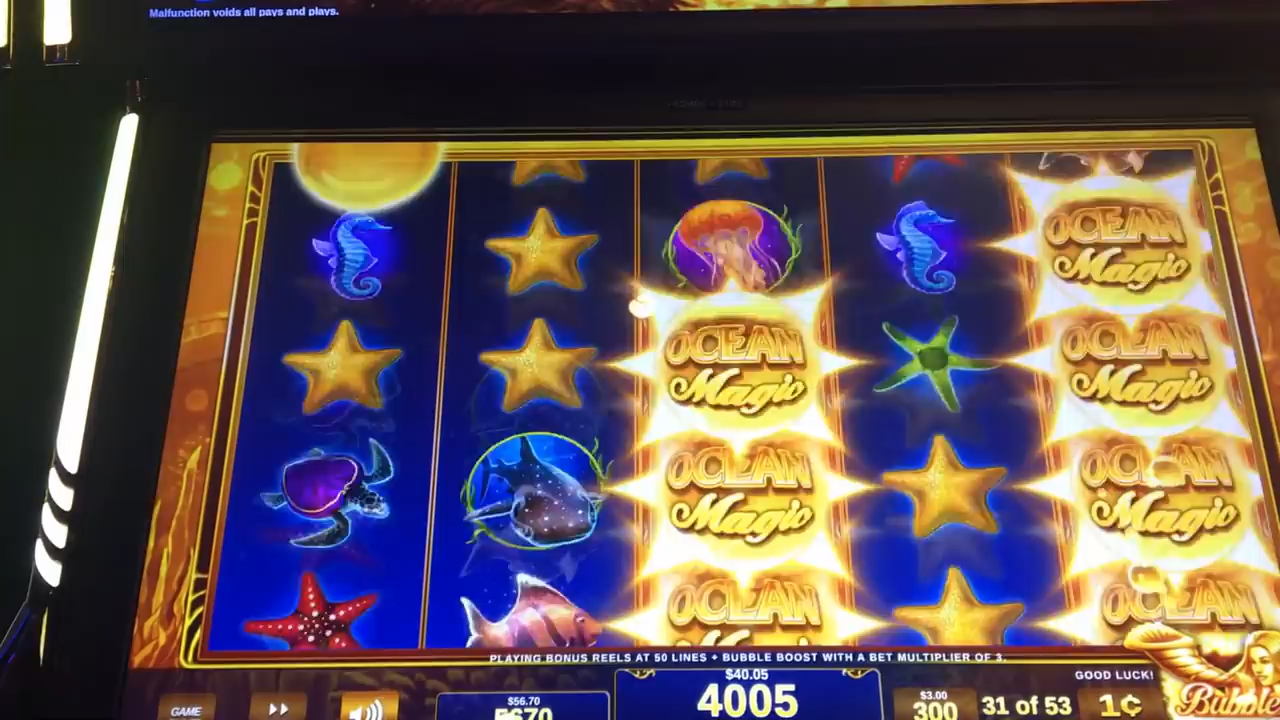 Malfunction voids all pays and plays.
OCEAN
Magic
OCEAN
Magic
OCEAN
Magic
OCEAN
Magic
OCEAN
Magic
OCEAN
OCEAN
Magic
PLAYING BONUS REELS AT 50 LINES + BUBBLE BOOST WITH A BET MULTIPLIER OF 3.
GAME
$56.70
5670
$40.05
4005
$3.00
300
31 of 53
GOOD LUCK!
1¢
Bubble